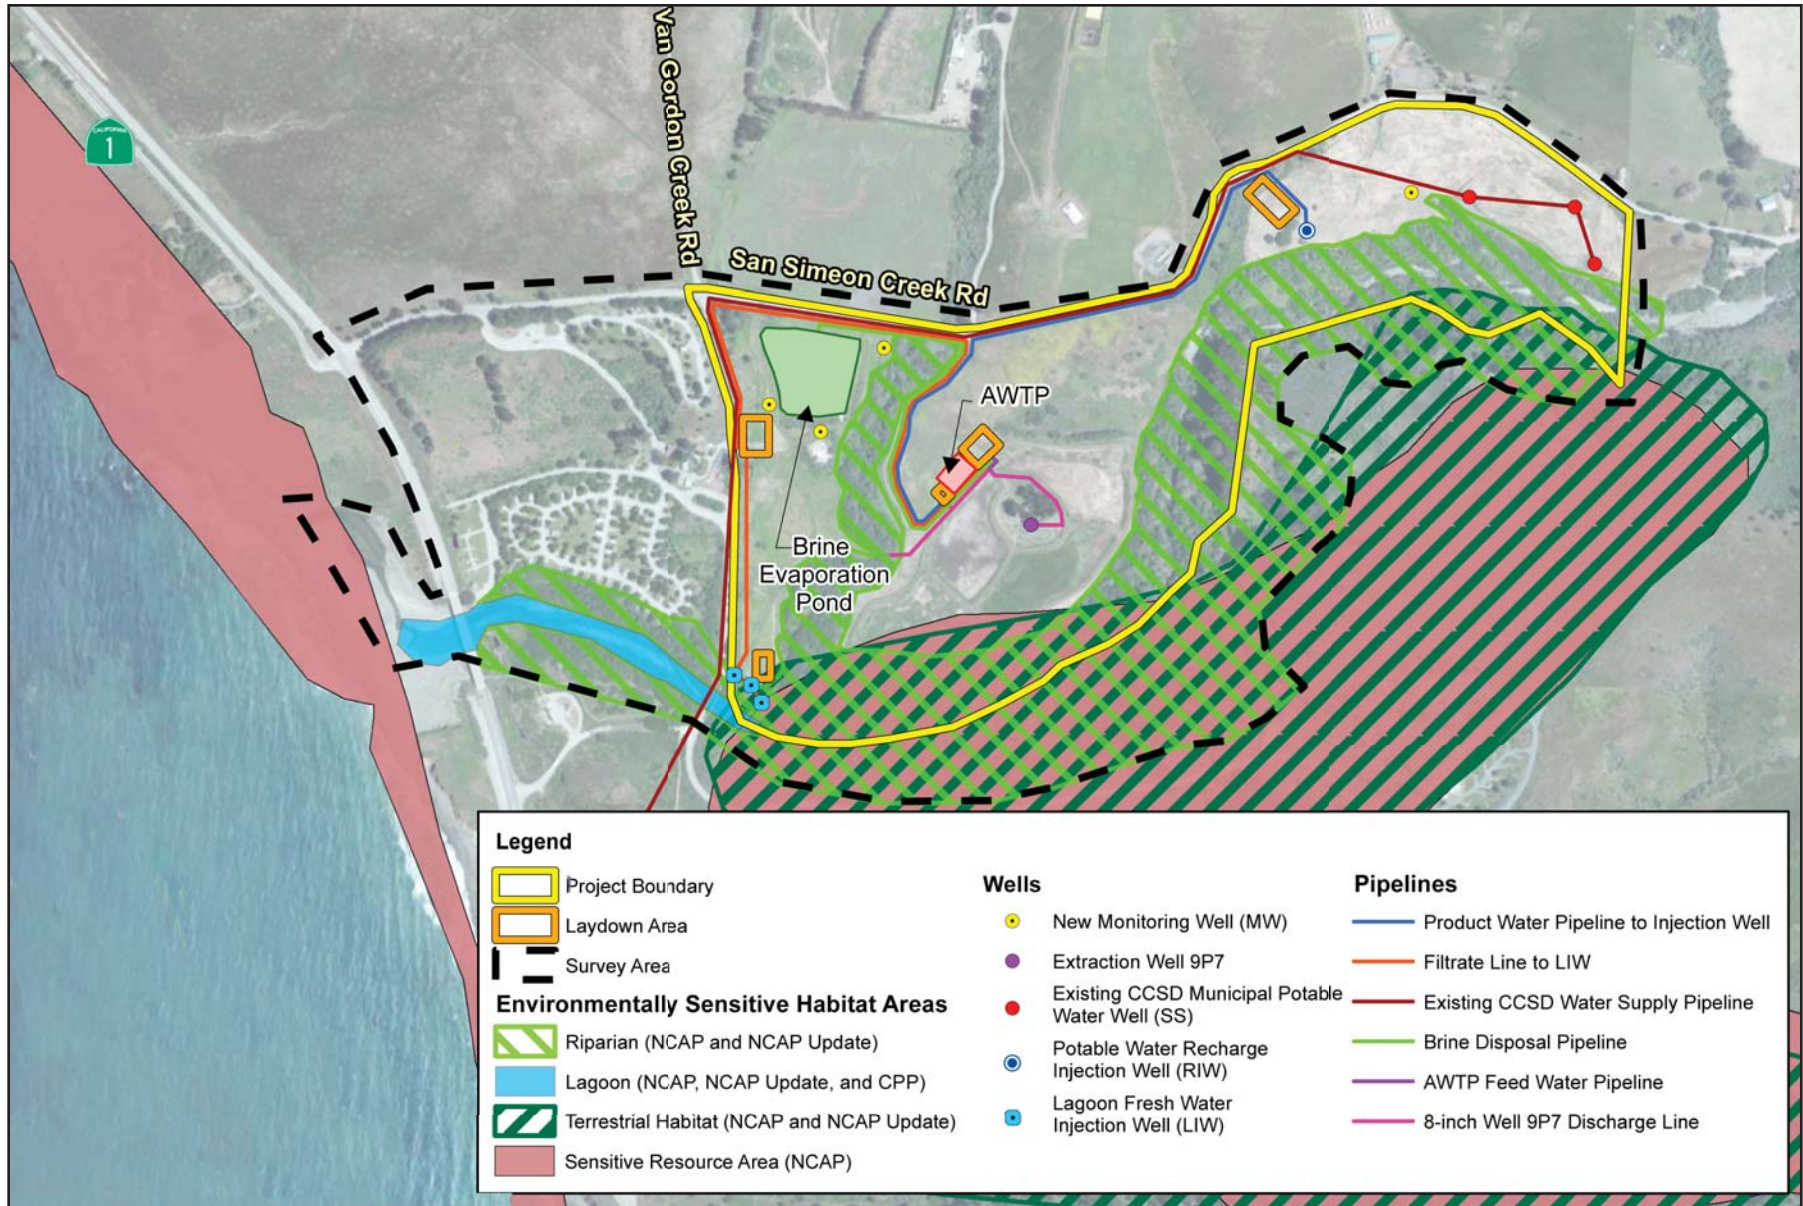 Van Gordon Creek Rd
CALIFORNIA
1
San Simeon Creek Rd
AWTP
Brine
Evaporation
Pond
Legend
Project Boundary
Laydown Area
Survey Area
Environmentally Sensitive Habitat Areas
Riparian (NCAP and NCAP Update)
Lagoon (NCAP, NCAP Update, and CPP)
Terrestrial Habitat (NCAP and NCAP Update)
Sensitive Resource Area (NCAP)
Wells
New Monitoring Well (MW)
Extraction Well 9P7
Existing CCSD Municipal Potable
Water Well (SS)
Potable Water Recharge
Injection Well (RIW)
Lagoon Fresh Water
Injection Well (LIW)
Pipelines
Product Water Pipeline to Injection Well
Filtrate Line to LIW
Existing CCSD Water Supply Pipeline
Brine Disposal Pipeline
AWTP Feed Water Pipeline
8-inch Well 9P7 Discharge Line